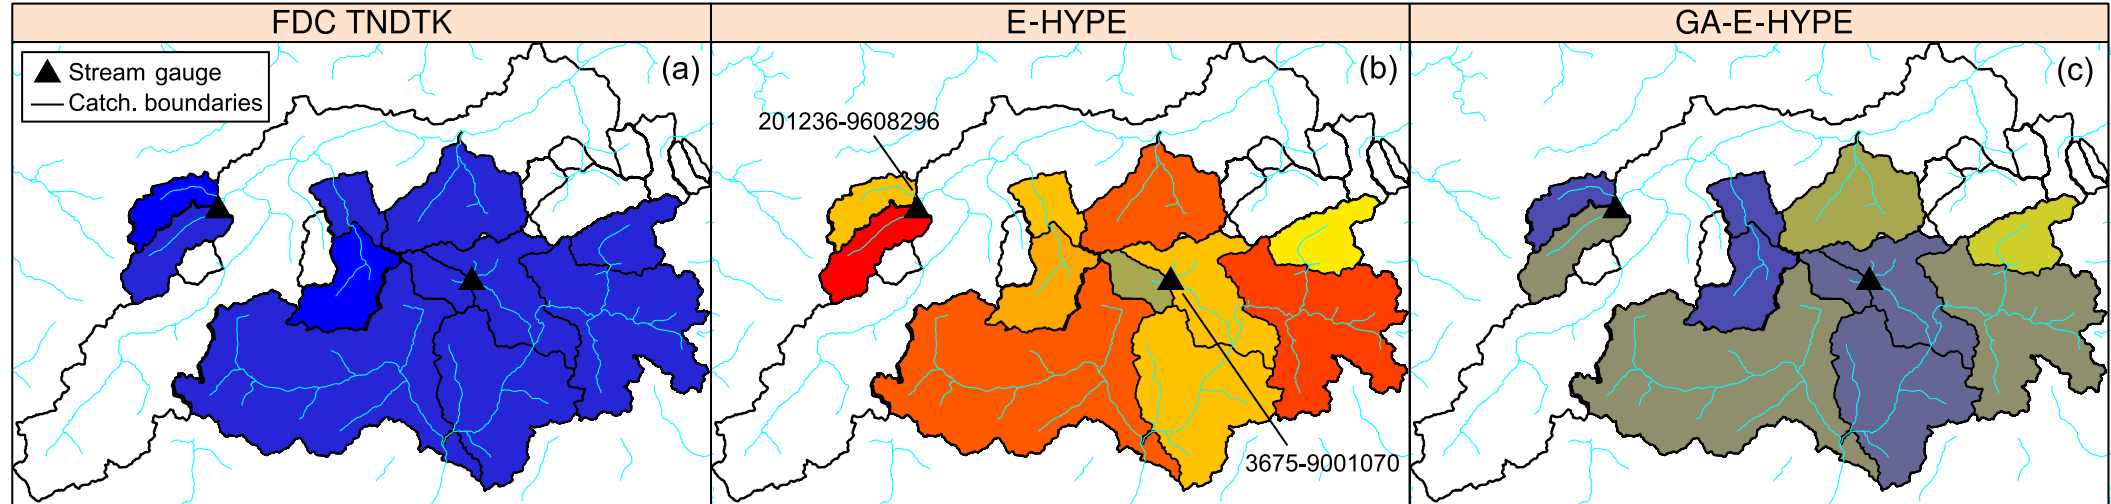 FDC TNDTK
E-HYPE
GA-E-HYPE
Stream gauge
Catch. boundaries
(a)
(b)
(c)
201236-9608296
3675-9001070